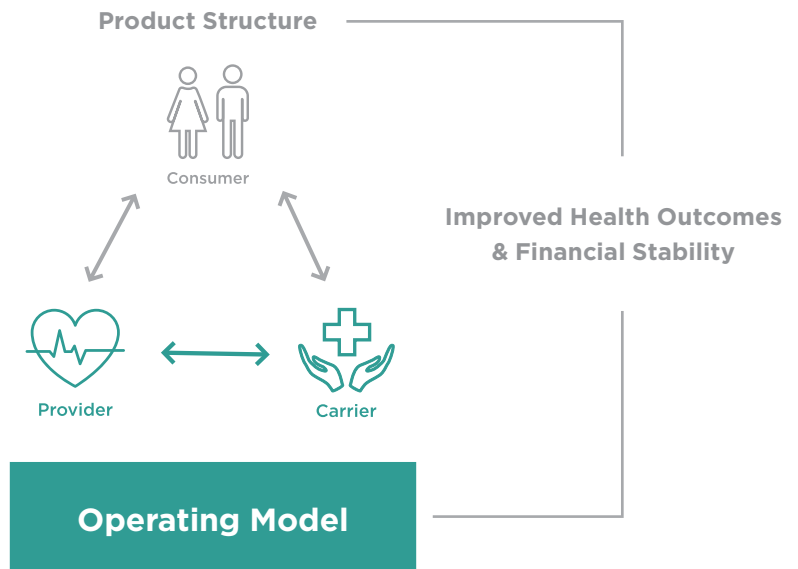 Product Structure
Consumer
Improved Health Outcomes
& Financial Stability
Provider
Carrier
Operating Model